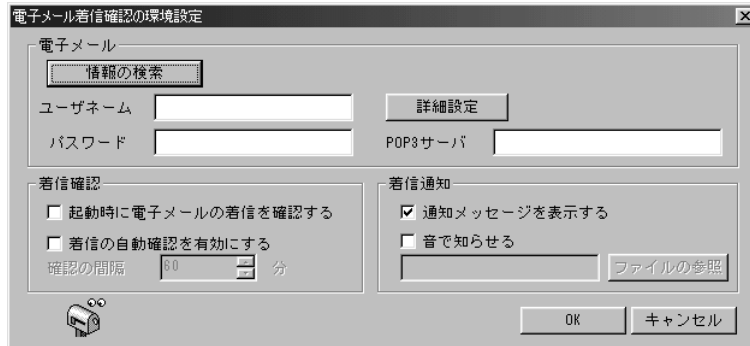 電子メール着信確認の環境設定
電子メール
情報の検索
ユーザネーム
詳細設定
パスワード
POP3サーバ
着信確認
起動時に電子メールの着信を確認する
着信の自動確認を有効にする
確認の間隔 60 分
着信通知
通知メッセージを表示する
音で知らせる
ファイルの参照
OK
キャンセル